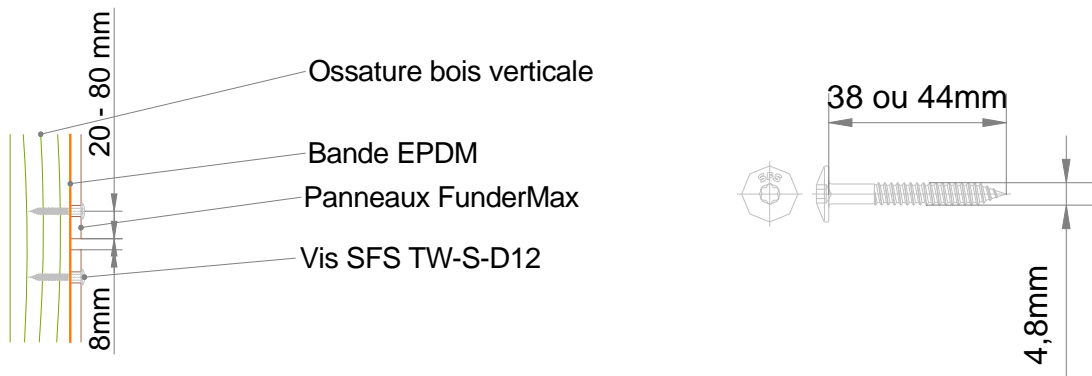 20 - 80 mm
8mm
Ossature bois verticale
Bande EPDM
Panneaux FunderMax
Vis SFS TW-S-D12
38 ou 44mm
SFS
4,8mm